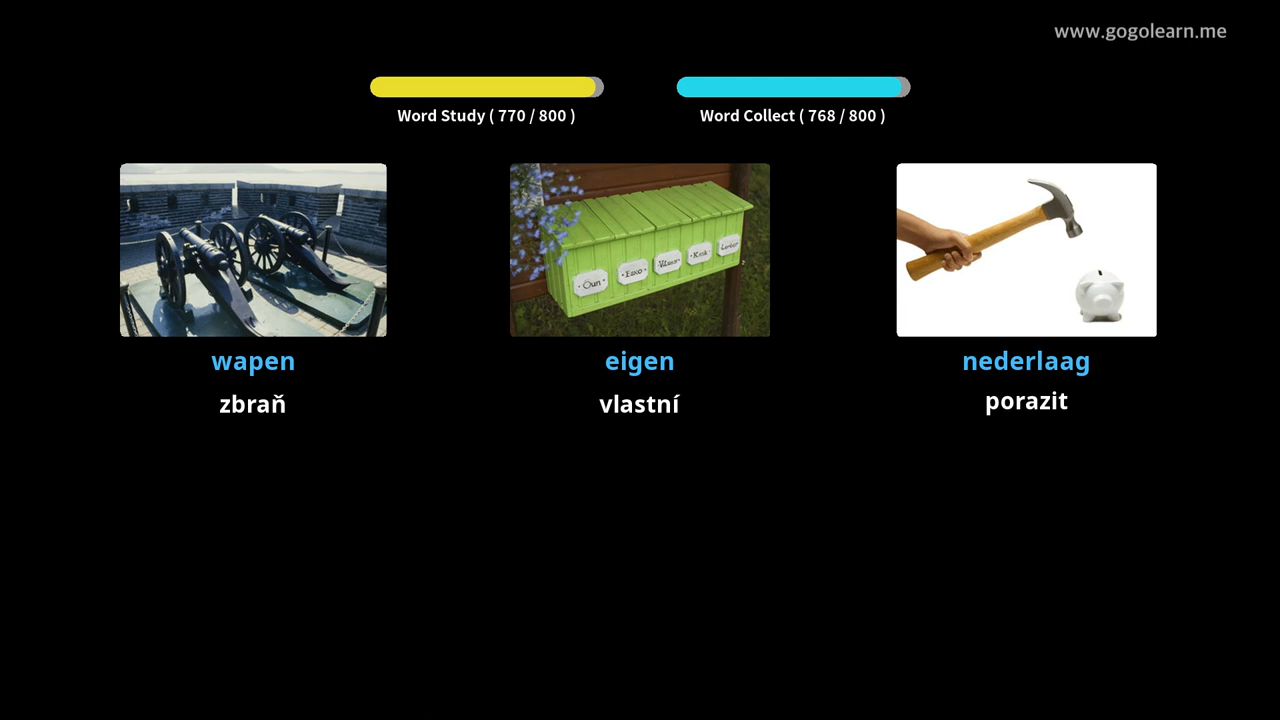 www.gogolearn.me
Word Study ( 770 / 800 )
Word Collect ( 768 / 800 )
wapen
eigen
nederlaag
zbraň
vlastní
porazit